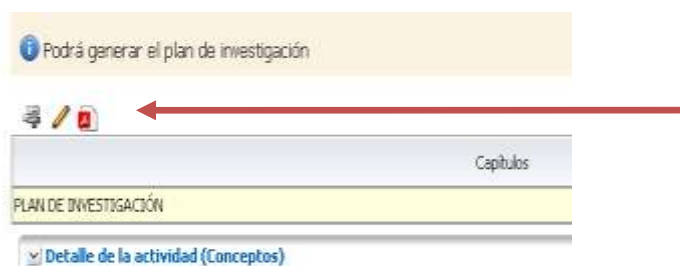 Podrá generar el plan de investigación
Capítulos
PLAN DE INVESTIGACIÓN
Detalle de la actividad (Conceptos)